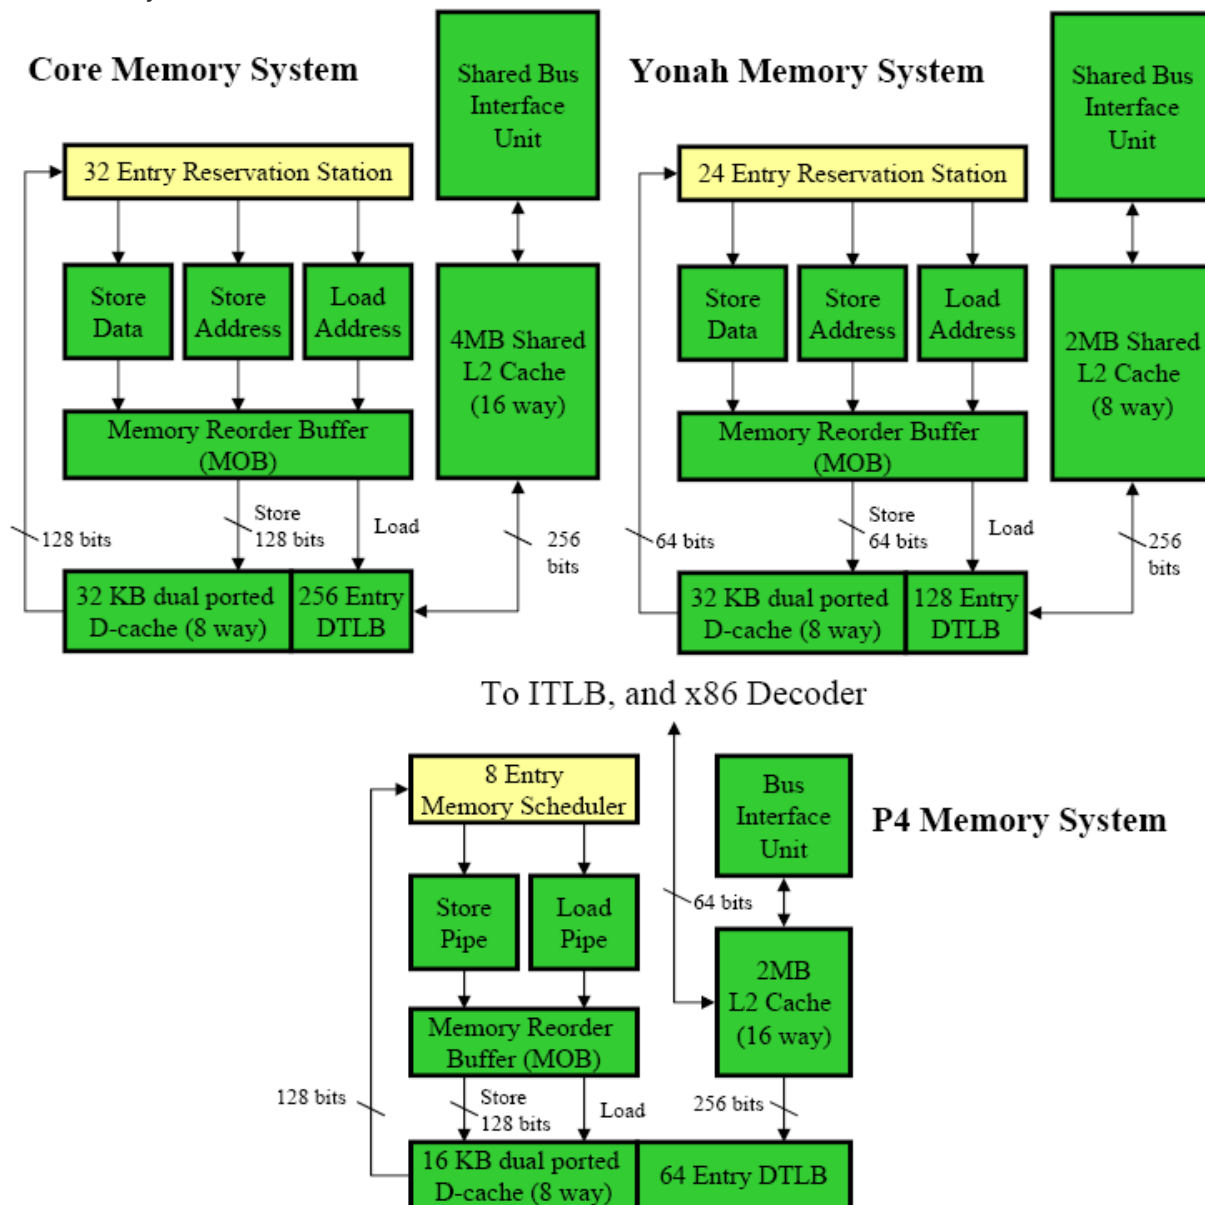 Core Memory System
Shared Bus
Interface
Unit
32 Entry Reservation Station
Store
Data
Store
Address
Load
Address
4MB Shared
L2 Cache
(16 way)
Memory Reorder Buffer
(MOB)
128 bits
Store
128 bits
Load
256
bits
32 KB dual ported
D-cache (8 way)
256 Entry
DTLB
Yonah Memory System
Shared Bus
Interface
Unit
24 Entry Reservation Station
Store
Data
Store
Address
Load
Address
2MB Shared
L2 Cache
(8 way)
Memory Reorder Buffer
(MOB)
64 bits
Store
64 bits
Load
256
bits
32 KB dual ported
D-cache (8 way)
128 Entry
DTLB
To ITLB, and x86 Decoder
8 Entry
Memory Scheduler
Bus
Interface
Unit
P4 Memory System
Store
Pipe
Load
Pipe
64 bits
2MB
L2 Cache
(16 way)
Memory Reorder
Buffer (MOB)
128 bits
Store
128 bits
Load
256 bits
16 KB dual ported
D-cache (8 way)
64 Entry DTLB